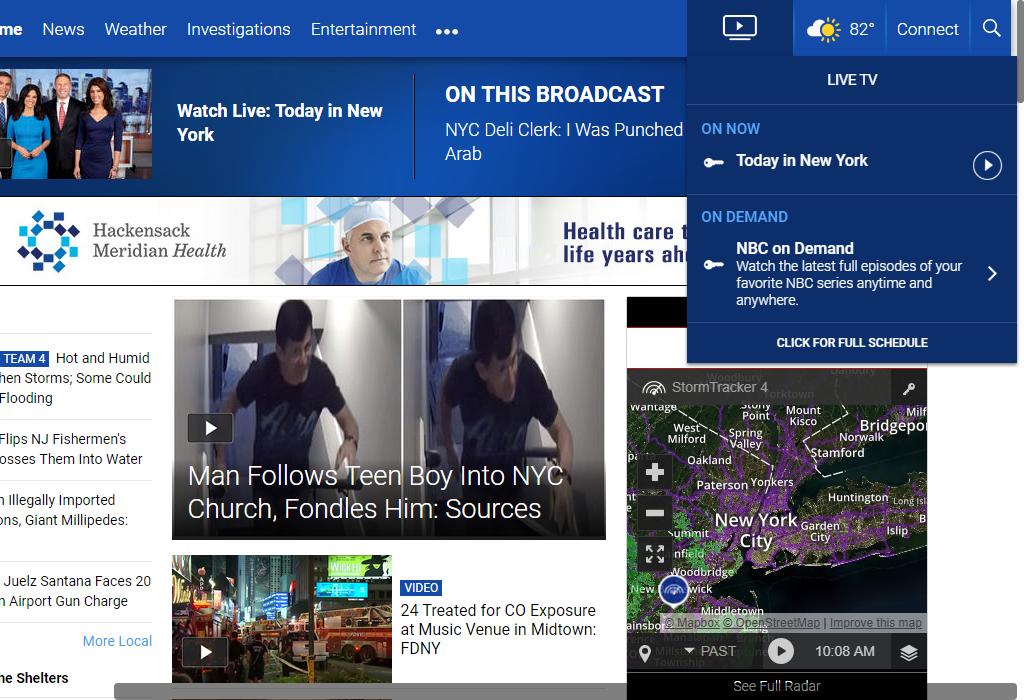 me News Weather Investigations Entertainment
82° Connect
LIVE TV
ON NOW
Today in New York
ON DEMAND
NBC on Demand
Watch the latest full episodes of your
favorite NBC series anytime and
anywhere.
CLICK FOR FULL SCHEDULE
Watch Live: Today in New
York
ON THIS BROADCAST
NYC Deli Clerk: I Was Punched
Arab
Hackensack
Meridian Health
Health care t
life years ah
TEAM 4 Hot and Humid
hen Storms; Some Could
Flooding
Flips NJ Fishermen's
osses Them Into Water
n Illegally Imported
ons, Giant Millipedes:
Juelz Santana Faces 20
n Airport Gun Charge
More Local
he Shelters
Man Follows Teen Boy Into NYC
Church, Fondles Him: Sources
WICKED
VIDEO
24 Treated for CO Exposure
at Music Venue in Midtown:
FDNY
StormTracker 4
Woodbury
Danbury
Yorktown
Wantage
Stony
Point
Mount
Kisco
Milf
Bridgepor
West
Milford
Spring
Valley
Norwalk
Stamford
Oakland
Paterson
Yonkers
Huntington
Long Isl
New York
City
Garden
City
Islip
B
Summit
nfield
Woodbridge
New
wick
Middletown
ainsbor
© Mapbox © OpenStreetMap | Improve this map
Township
PAST
10:08 AM
See Full Radar